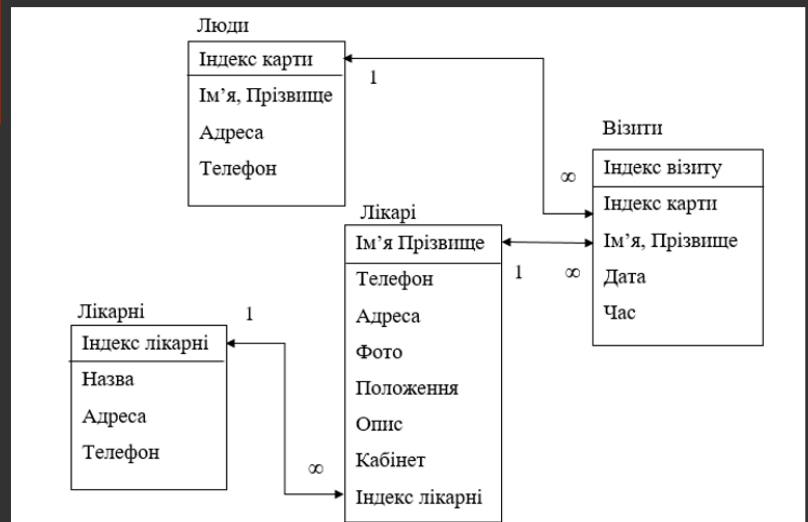 Люди
Індекс карти
Ім’я, Прізвище
Адреса
Телефон
1
∞
Візити
Індекс візиту
Індекс карти
Ім’я, Прізвище
Дата
Час
Лікарі
Ім’я Прізвище
Телефон
Адреса
Фото
Положення
Опис
Кабінет
Індекс лікарні
1
∞
Лікарні
Індекс лікарні
Назва
Адреса
Телефон
1
∞